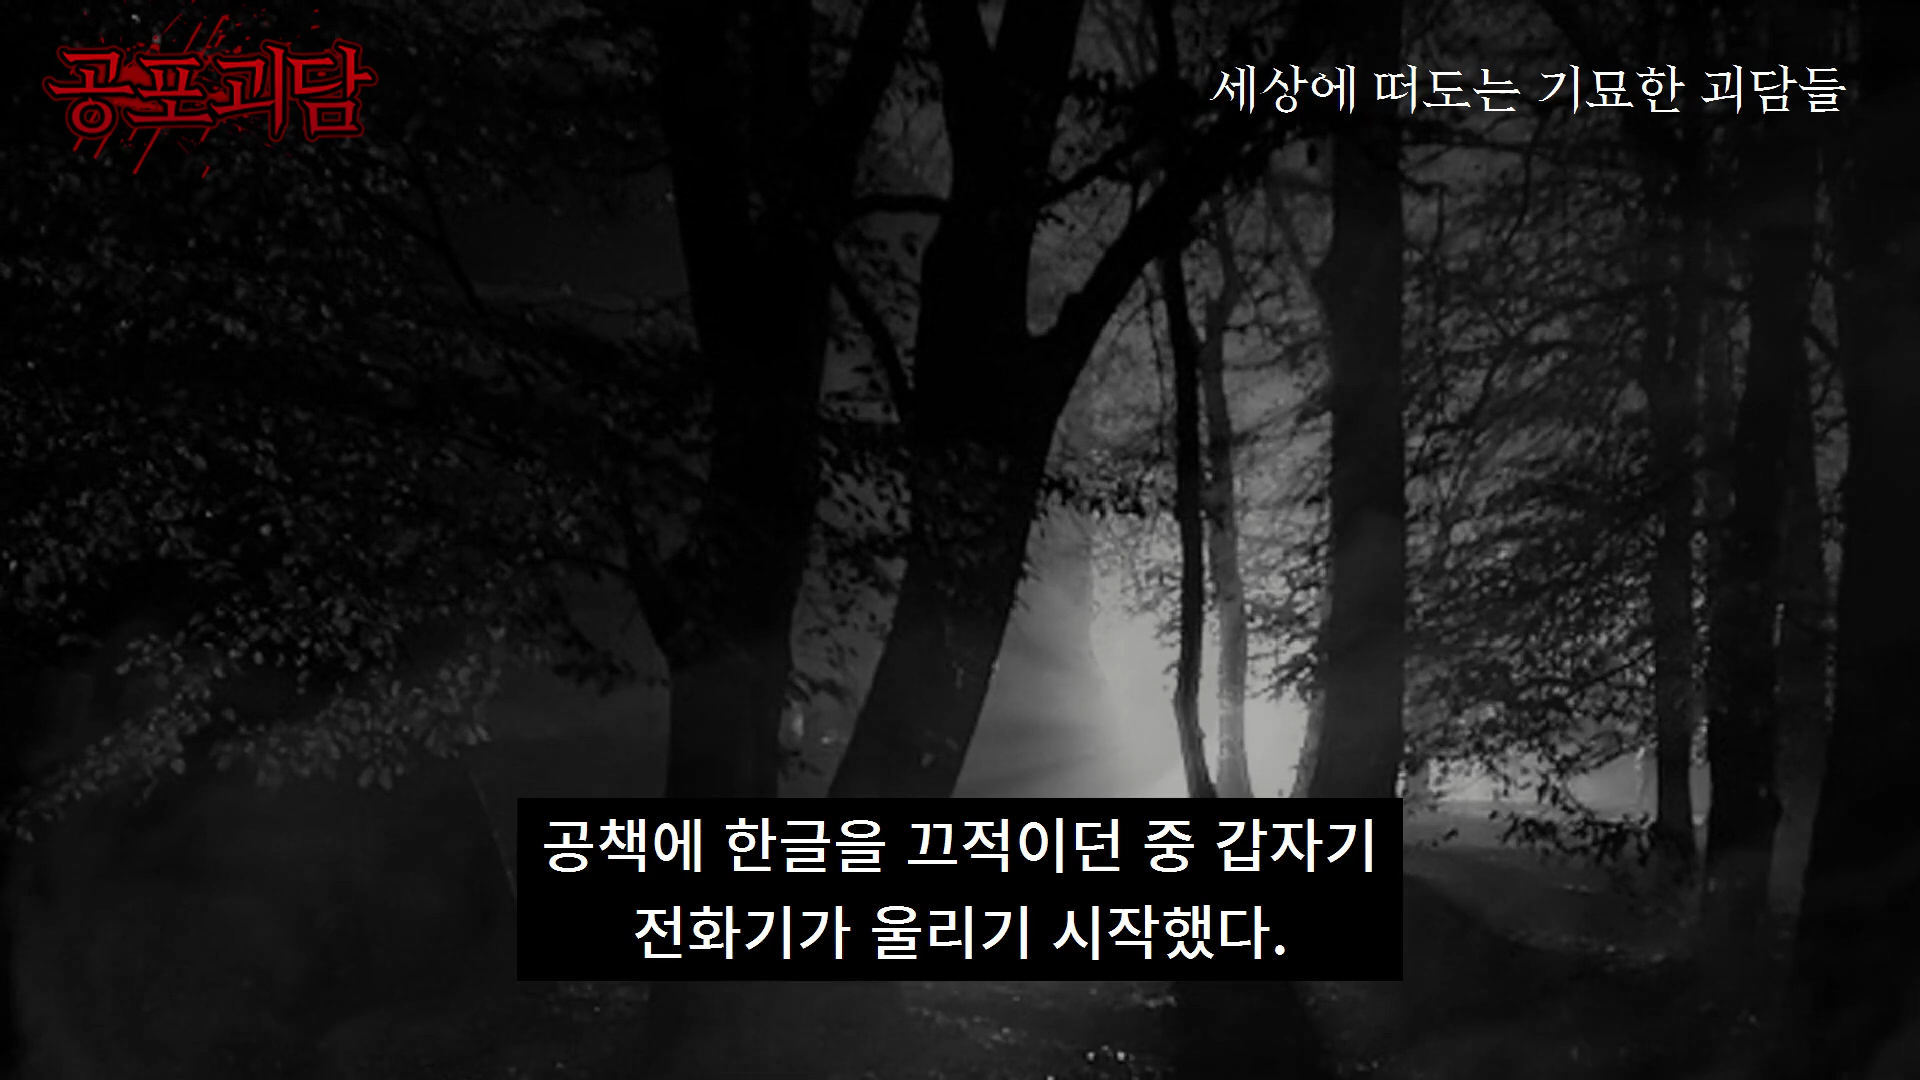 공포괴담
세상에 떠도는 기묘한 괴담들
공책에 한글을 끄적이던 중 갑자기
전화기가 울리기 시작했다.